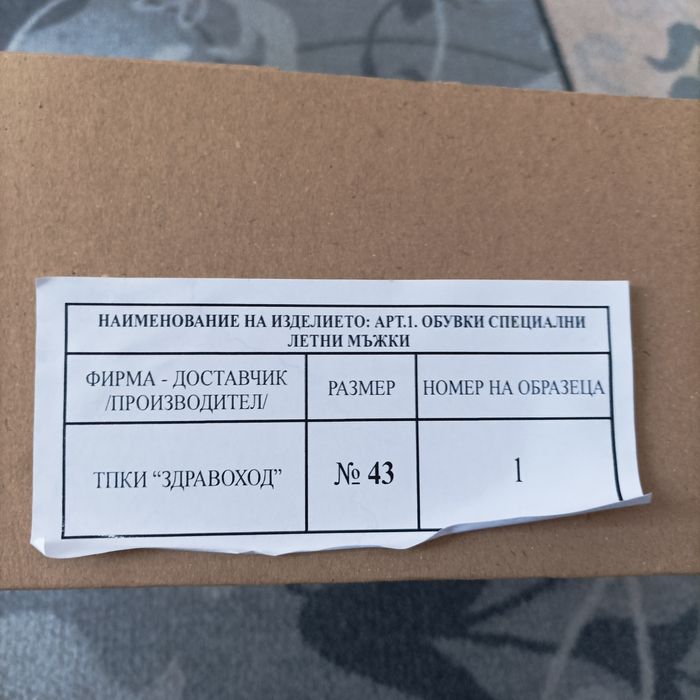 НАИМЕНОВАНИЕ НА ИЗДЕЛИЕТО: АРТ.1. ОБУВКИ СПЕЦИАЛНИ
ЛЕТНИ МЪЖКИ
ФИРМА - ДОСТАВЧИК
/ПРОИЗВОДИТЕЛ/
РАЗМЕР
НОМЕР НА ОБРАЗЕЦА
ТПКИ “ЗДРАВОХОД”
№ 43
1